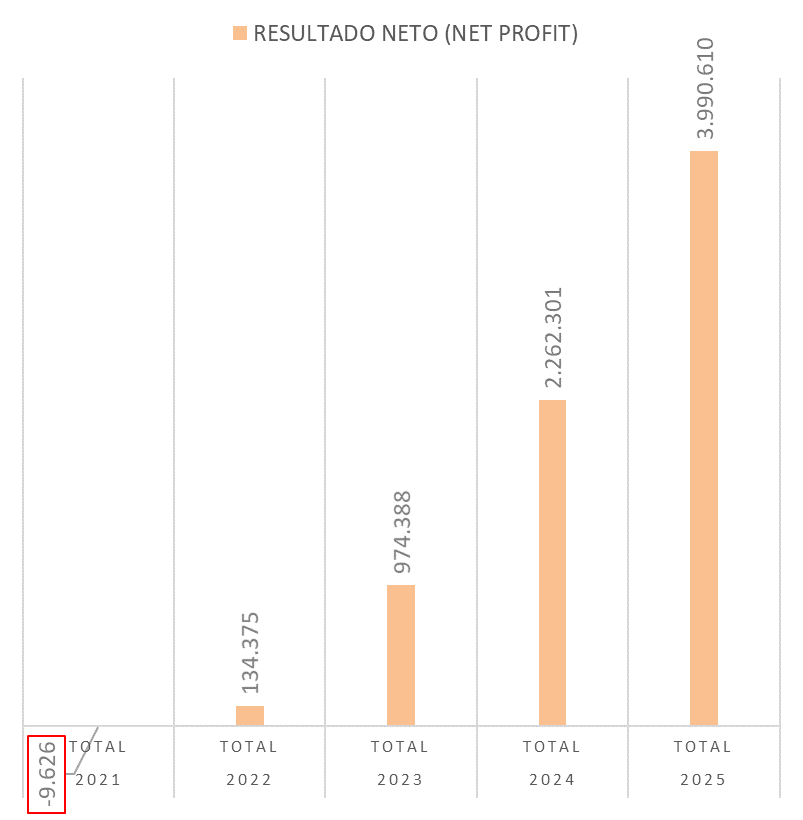 RESULTADO NETO (NET PROFIT)
-9.626
134.375
974.388
2.262.301
3.990.610
TOTAL TOTAL TOTAL TOTAL TOTAL
2021 2022 2023 2024 2025